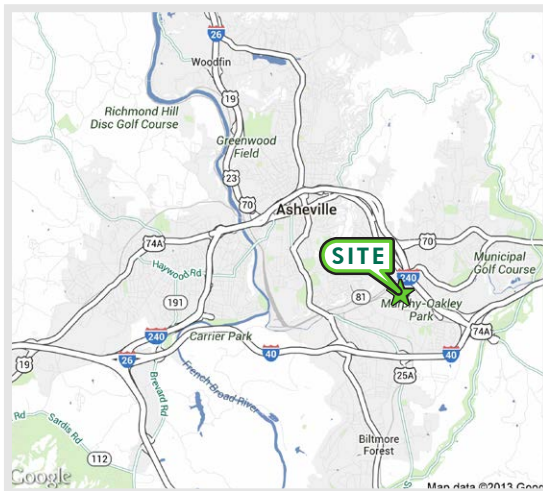 26
Woodfin
19
Richmond Hill
Disc Golf Course
Greenwood
Field
23
70
Asheville
74A
70
SITE
Municipal
Golf Course
Haywood Rd
240
191
81
Murphy-Oakley
Park
240
Carrier Park
74A
19
26
40
40
French Broad River
Brevard Rd
25A
Rd
Sardis Rd
Biltmore
Forest
112
Google
Map data ©2013 Goog